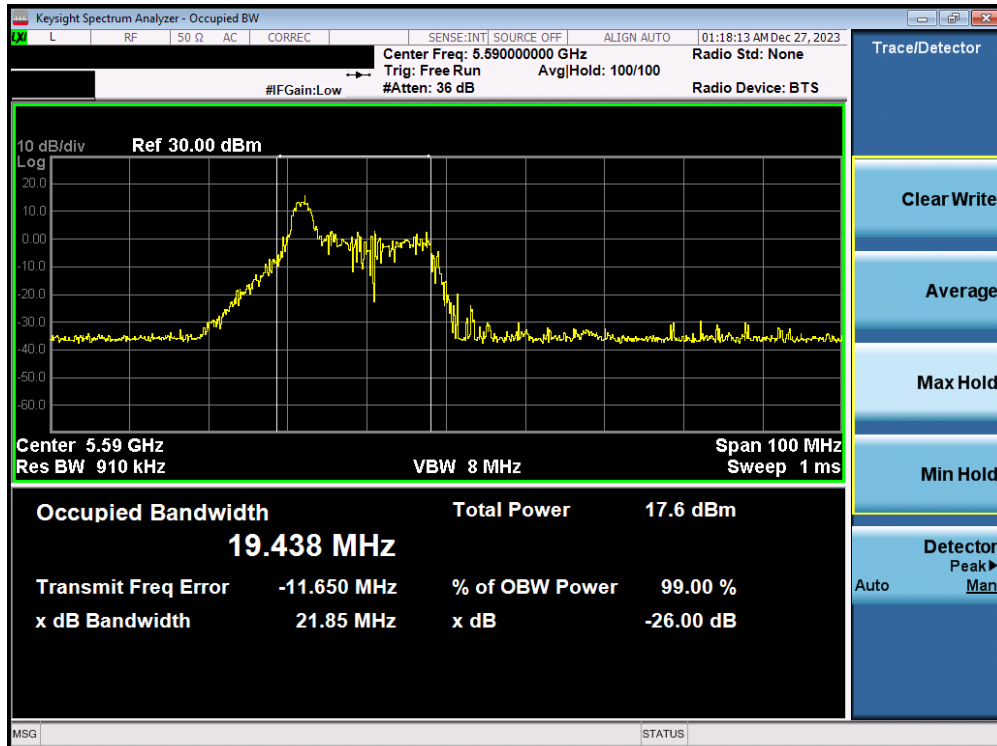 Keysight Spectrum Analyzer - Occupied BW
LXI L RF 50 Ω AC CORREC SENSE:INT SOURCE OFF ALIGN AUTO 01:18:13 AM Dec 27, 2023
Center Freq: 5.590000000 GHz Radio Std: None
Trig: Free Run Avg|Hold: 100/100
#IFGain:Low #Atten: 36 dB Radio Device: BTS
Trace/Detector
10 dB/div Ref 30.00 dBm
Log
20.0
10.0
0.00
-10.0
-20.0
-30.0
-40.0
-50.0
-60.0
Center 5.59 GHz Span 100 MHz
Res BW 910 kHz VBW 8 MHz Sweep 1 ms
Occupied Bandwidth Total Power 17.6 dBm
19.438 MHz
Transmit Freq Error -11.650 MHz % of OBW Power 99.00 %
x dB Bandwidth 21.85 MHz x dB -26.00 dB
Clear Write
Average
Max Hold
Min Hold
Detector
Peak▶
Auto Man
MSG STATUS